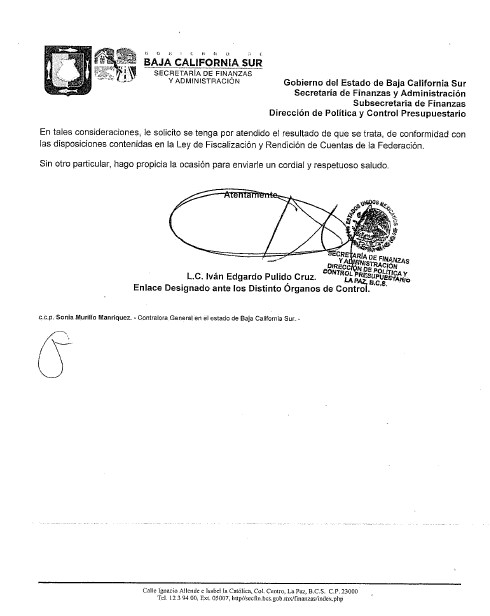 GOBIERNO DE
BAJA CALIFORNIA SUR
SECRETARÍA DE FINANZAS
Y ADMINISTRACIÓN
Gobierno del Estado de Baja California Sur
Secretaría de Finanzas y Administración
Subsecretaría de Finanzas
Dirección de Política y Control Presupuestario
En tales consideraciones, le solicito se tenga por atendido el resultado de que se trata, de conformidad con
las disposiciones contenidas en la Ley de Fiscalización y Rendición de Cuentas de la Federación.
Sin otro particular, hago propicia la ocasión para enviarle un cordial y respetuoso saludo.
Atentamente
ESTADOS UNIDOS MEXICANOS
SECRETARÍA DE FINANZAS
Y ADMINISTRACIÓN
DIRECCIÓN DE POLÍTICA Y
CONTROL PRESUPUESTARIO
LA PAZ, B.C.S.
L.C. Iván Edgardo Pulido Cruz.
Enlace Designado ante los Distinto Órganos de Control.
c.c.p. Sonia Murillo Manríquez. - Contralora General en el estado de Baja California Sur. -
Calle Ignacio Allende e Isabel la Católica, Col. Centro, La Paz, B.C.S. C.P. 23000
Tel. 12 3 94 00, Ext. 05007, http//secfin.bcs.gob.mx/finanzas/index.php